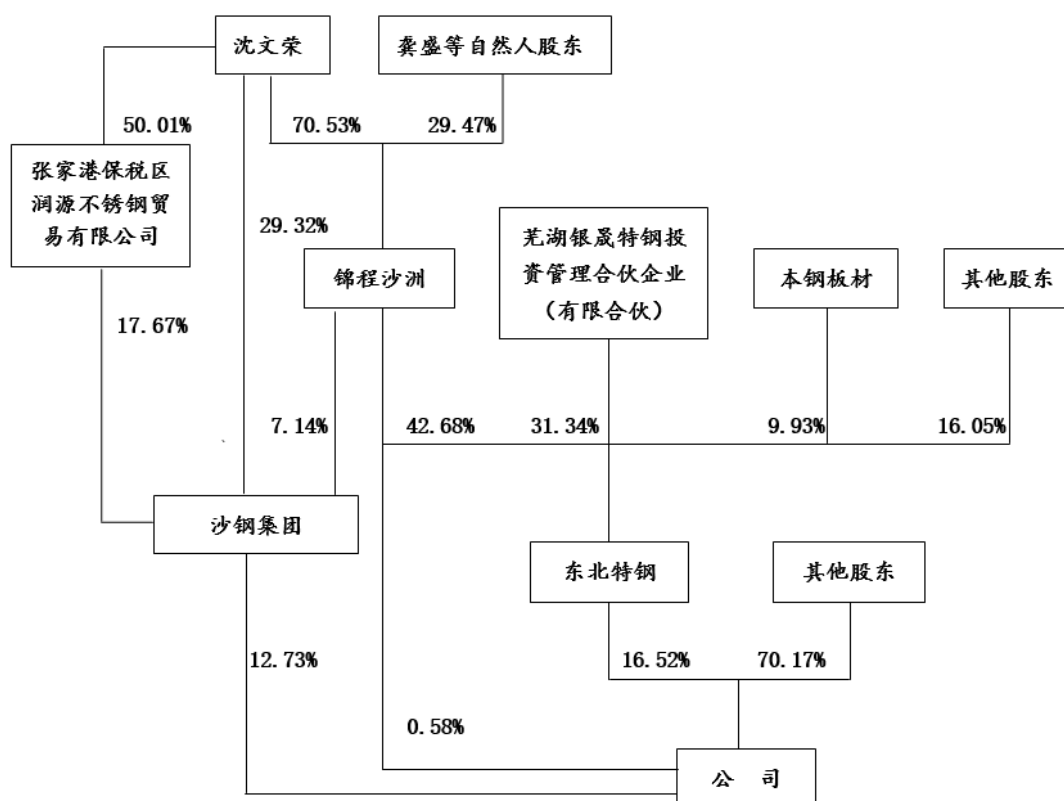 沈文荣
龚盛等自然人股东
50.01%
70.53%
29.47%
张家港保税区
润源不锈钢贸
易有限公司
29.32%
芜湖银晟特钢投
资管理合伙企业
（有限合伙）
锦程沙洲
本钢板材
其他股东
17.67%
7.14%
42.68%
31.34%
9.93%
16.05%
沙钢集团
东北特钢
其他股东
12.73%
16.52%
70.17%
0.58%
公 司